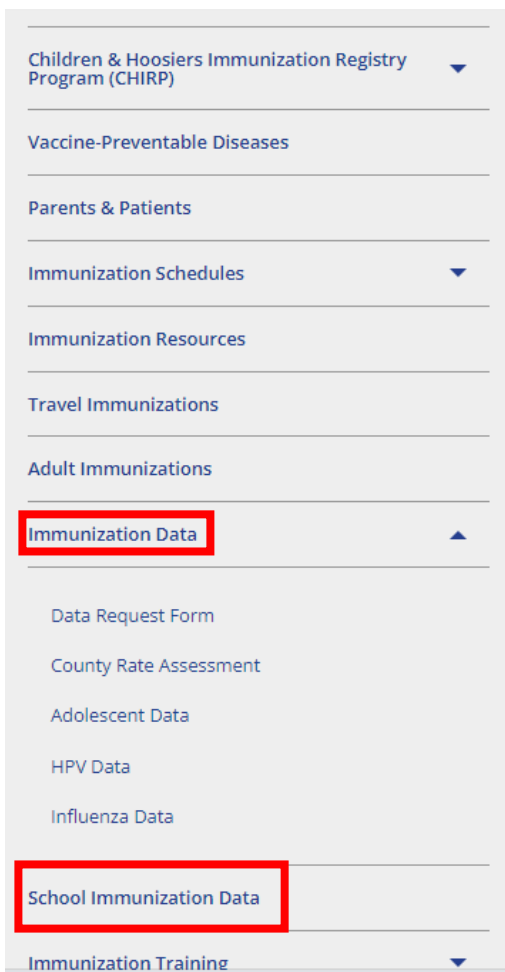 Children & Hoosiers Immunization Registry
Program (CHIRP)
Vaccine-Preventable Diseases
Parents & Patients
Immunization Schedules
Immunization Resources
Travel Immunizations
Adult Immunizations
Immunization Data
Data Request Form
County Rate Assessment
Adolescent Data
HPV Data
Influenza Data
School Immunization Data
Immunization Training